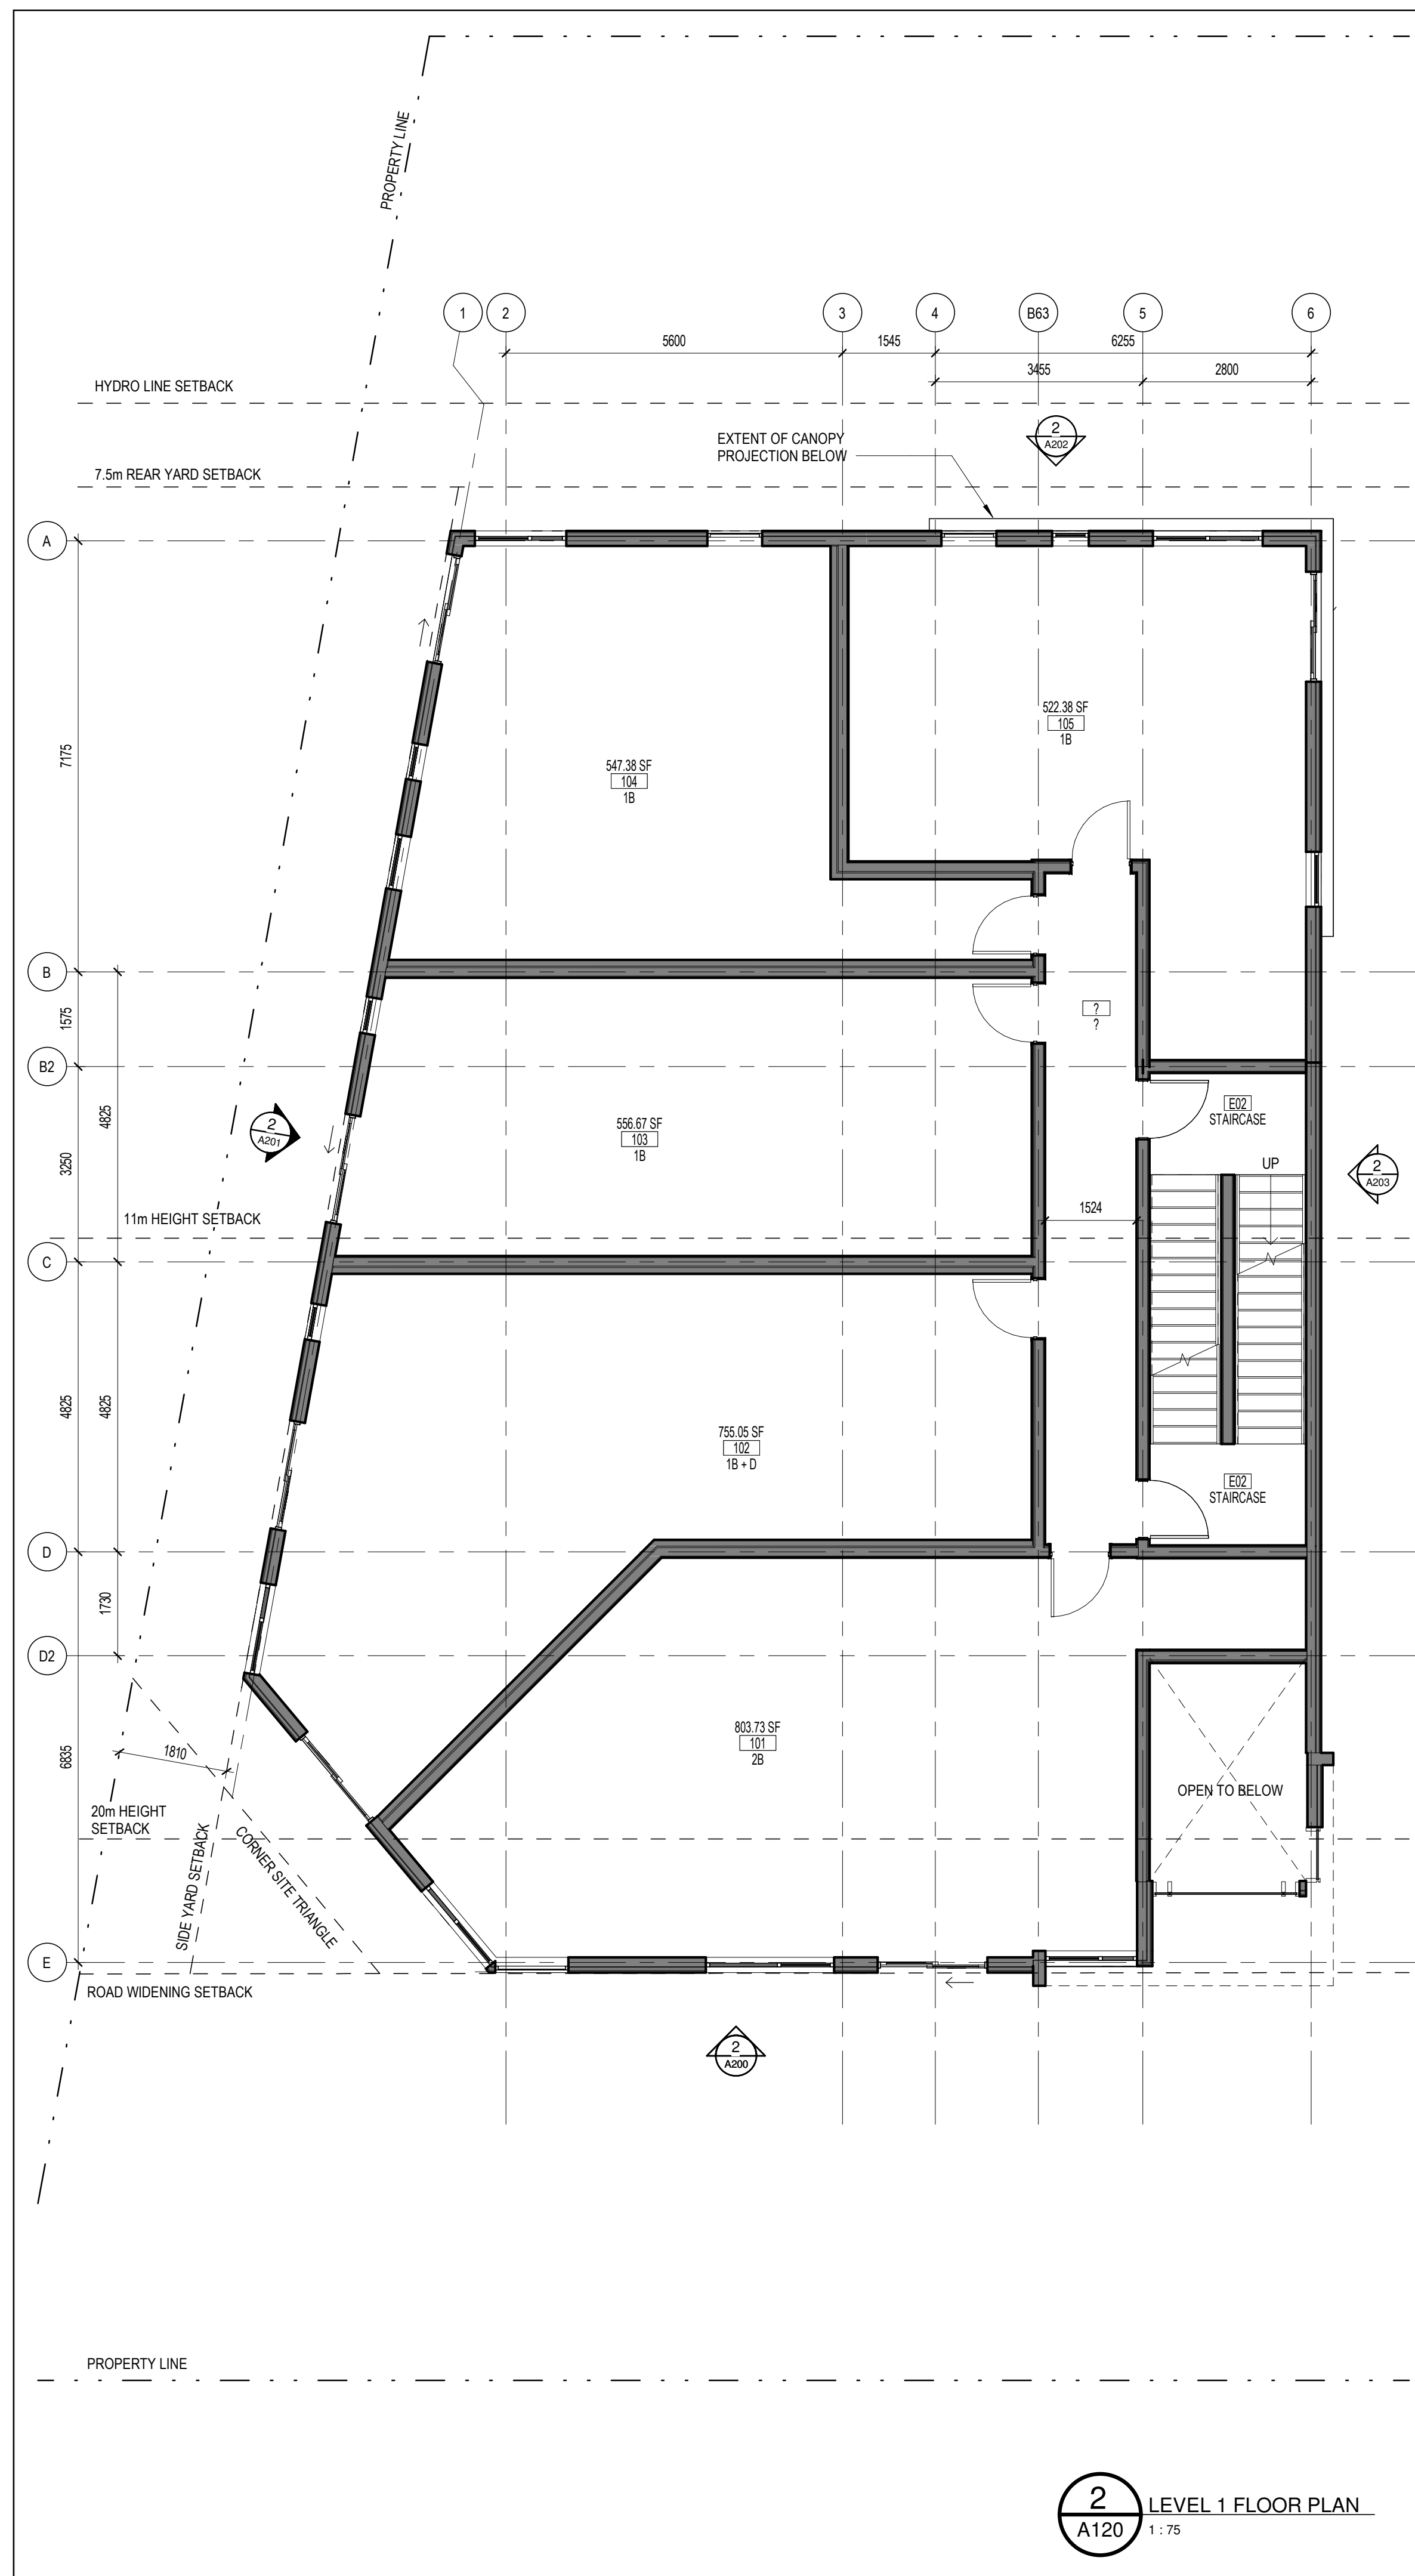 PROPERTY LINE
1
2
3
4
B63
5
6
5600
1545
6255
3455
2800
HYDRO LINE SETBACK
EXTENT OF CANOPY
PROJECTION BELOW
2
A202
7.5m REAR YARD SETBACK
A
7175
522.38 SF
105
1B
547.38 SF
104
1B
B
1575
?
?
B2
4825
3250
2
A201
556.67 SF
103
1B
E02
STAIRCASE
UP
2
A203
11m HEIGHT SETBACK
1524
C
4825
4825
755.05 SF
102
1B + D
E02
STAIRCASE
D
1730
D2
6835
1810
803.73 SF
101
2B
OPEN TO BELOW
20m HEIGHT
SETBACK
SIDE YARD SETBACK
CORNER SITE TRIANGLE
E
ROAD WIDENING SETBACK
2
A200
PROPERTY LINE
2
A120
LEVEL 1 FLOOR PLAN
1 : 75